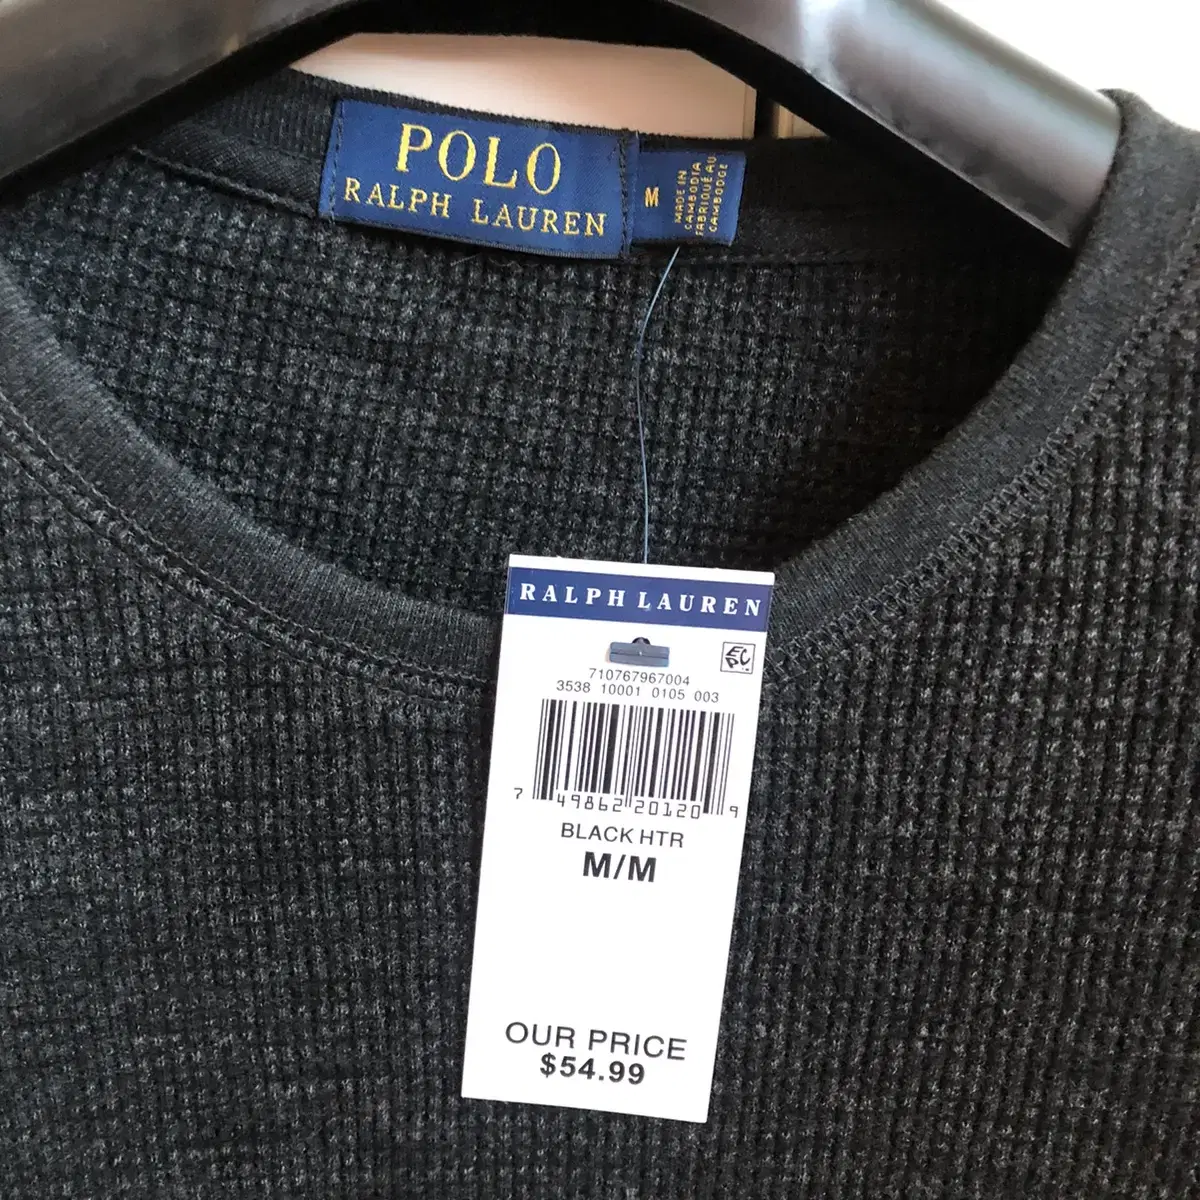 POLO
RALPH LAUREN
M
MADE IN
CAMBODIA
FABRIQUÉ AU
CAMBODGE
RALPH LAUREN
EPC
710767967004
3538 10001 0105 003
7 49862 20120 9
BLACK HTR
M/M
OUR PRICE
$54.99